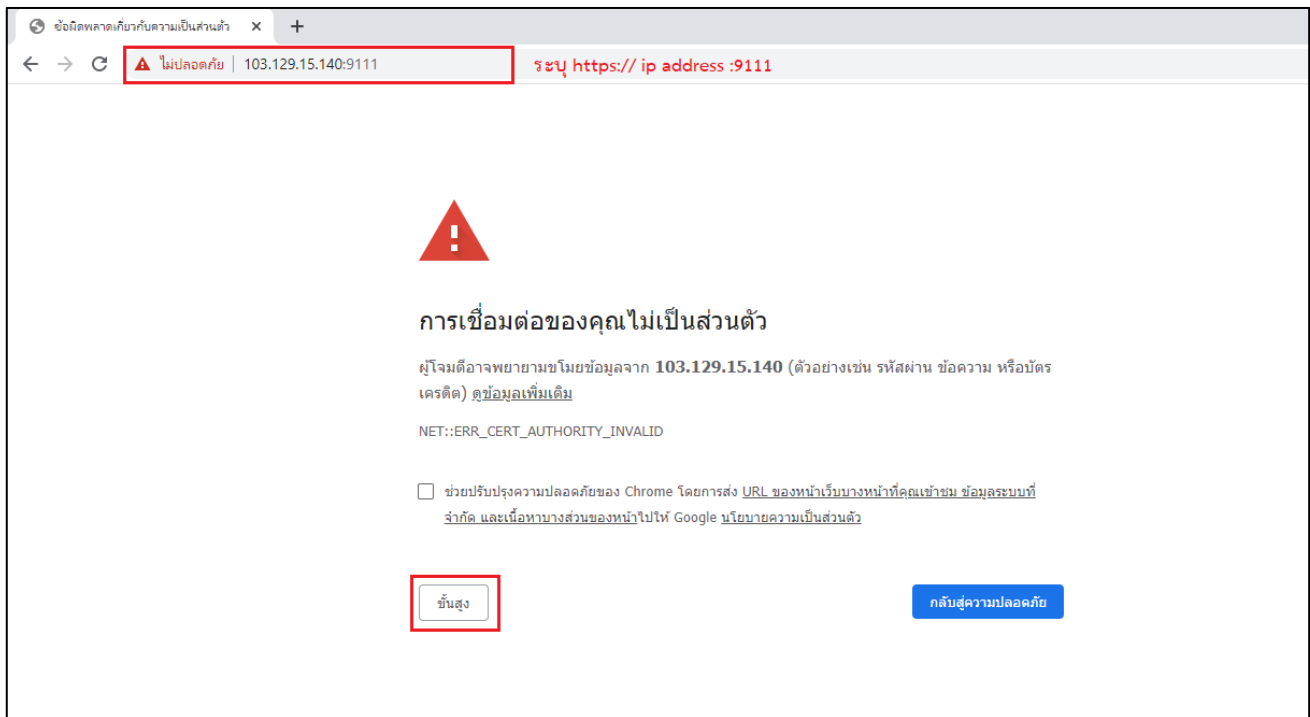 ข้อผิดพลาดเกี่ยวกับความเป็นส่วนตัว
ไม่ปลอดภัย 103.129.15.140:9111 ระบุ https:// ip address :9111
การเชื่อมต่อของคุณไม่เป็นส่วนตัว
ผู้โจมตีอาจพยายามขโมยข้อมูลจาก 103.129.15.140 (ตัวอย่างเช่น รหัสผ่าน ข้อความ หรือบัตร
เครดิต) ดูข้อมูลเพิ่มเติม
NET::ERR_CERT_AUTHORITY_INVALID
ช่วยปรับปรุงความปลอดภัยของ Chrome โดยการส่ง URL ของหน้าเว็บบางหน้าที่คุณเข้าชม ข้อมูลระบบที่
จำกัด และเนื้อหาบางส่วนของหน้าไปให้ Google นโยบายความเป็นส่วนตัว
ขั้นสูง กลับสู่ความปลอดภัย